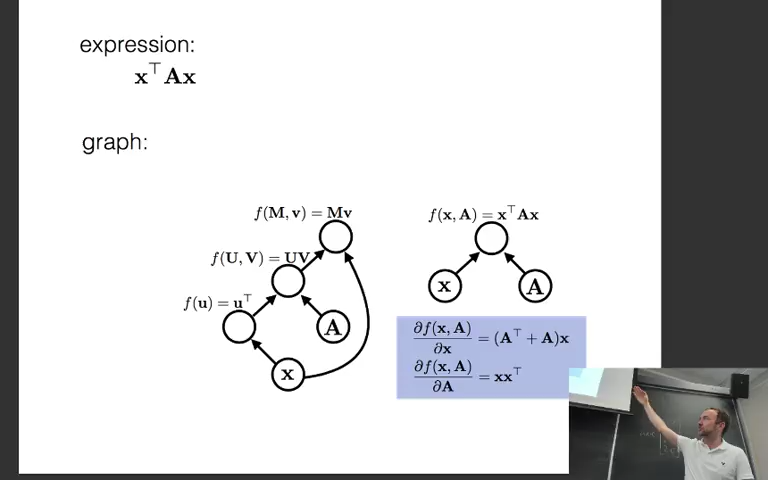 expression:
x⊤Ax
graph:
f(M, v) = Mv
f(U, V) = UV
f(u) = u⊤
A
x
f(x, A) = x⊤Ax
x
A
∂f(x, A)/∂x = (A⊤ + A)x
∂f(x, A)/∂A = xx⊤